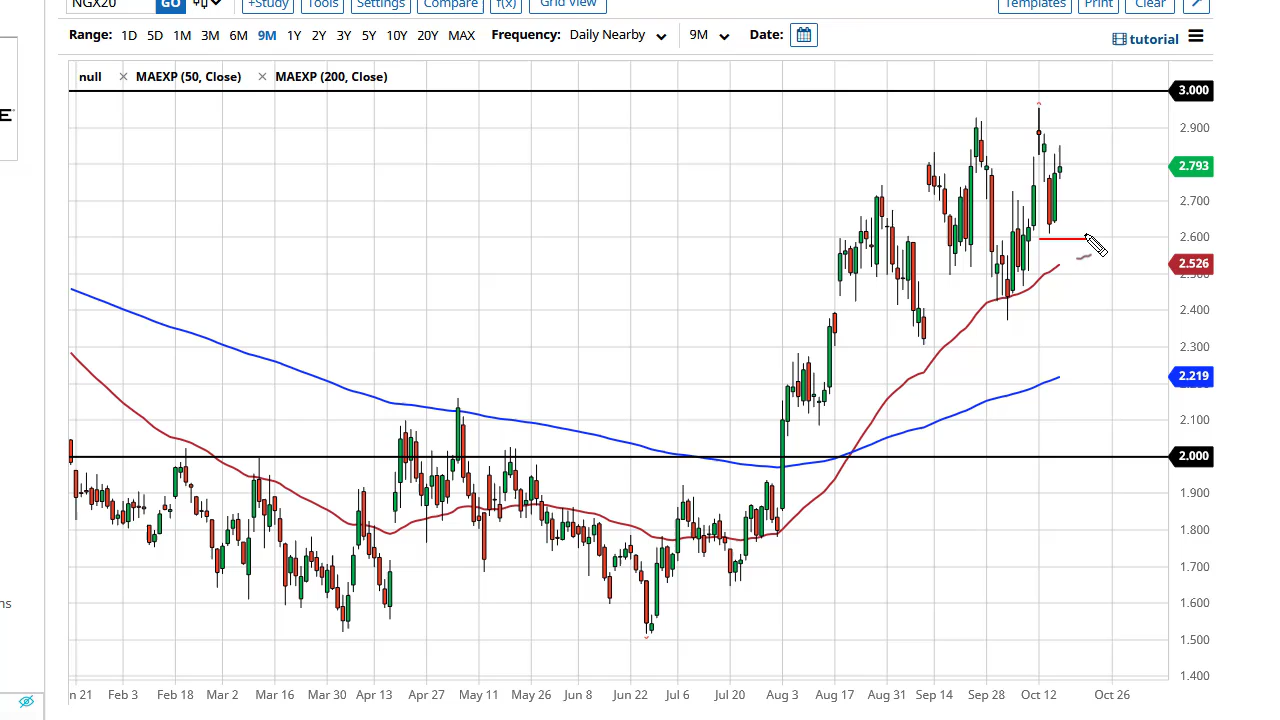 NGX20 GO +Study Tools Settings Compare f(x) Grid View Templates Print Clear
Range: 1D 5D 1M 3M 6M 9M 1Y 2Y 3Y 5Y 10Y 20Y MAX Frequency: Daily Nearby 9M Date:
tutorial
null × MAEXP (50, Close) × MAEXP (200, Close)
3.000
E
2.900
2.793
2.700
2.600
2.526
2.400
2.300
2.219
2.100
2.000
1.900
1.800
1.700
ns
1.600
1.500
1.400
n 21 Feb 3 Feb 18 Mar 2 Mar 16 Mar 30 Apr 13 Apr 27 May 11 May 26 Jun 8 Jun 22 Jul 6 Jul 20 Aug 3 Aug 17 Aug 31 Sep 14 Sep 28 Oct 12 Oct 26